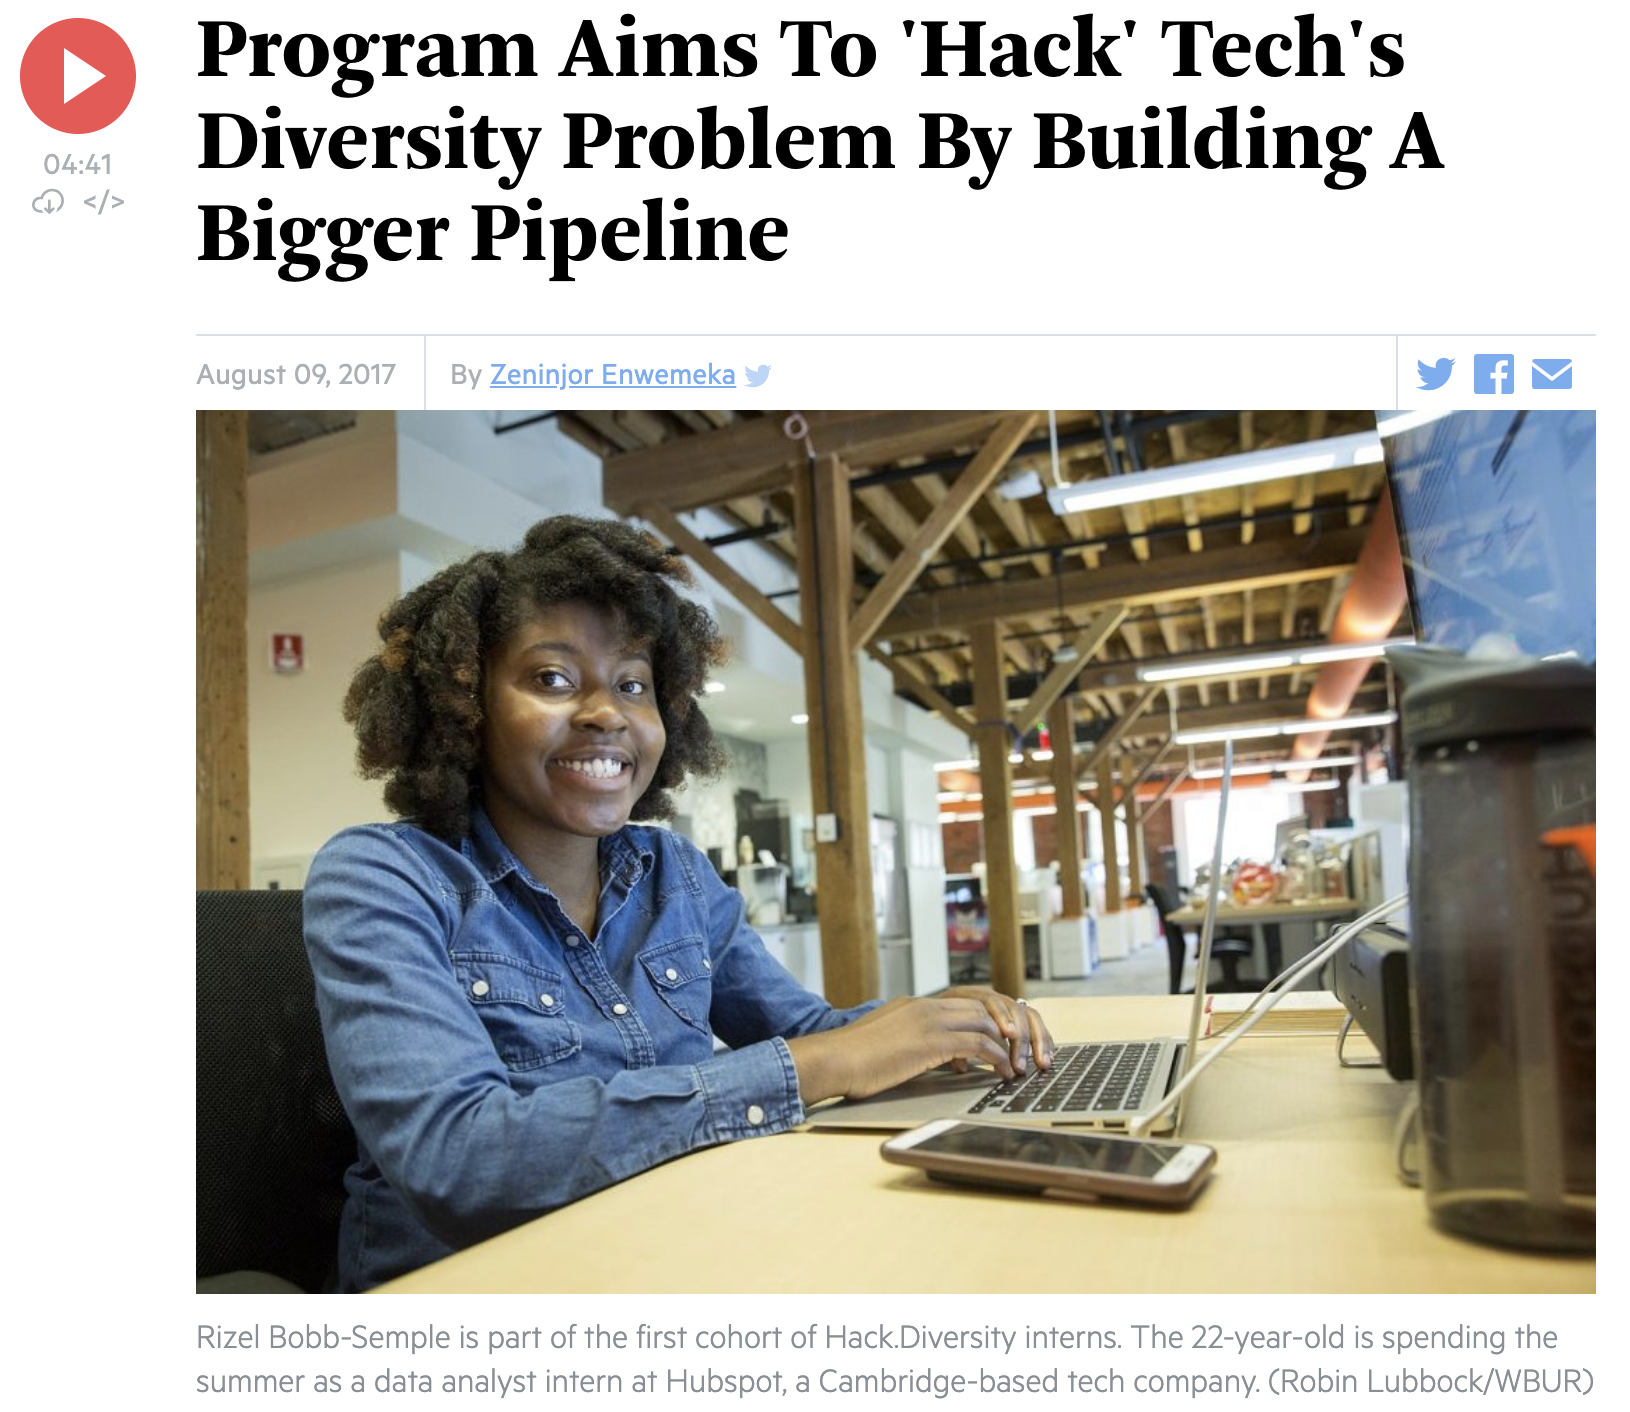 Program Aims To 'Hack' Tech's
Diversity Problem By Building A
Bigger Pipeline
04:41
</>
August 09, 2017
By Zeninjor Enwemeka
Rizel Bobb-Semple is part of the first cohort of Hack.Diversity interns. The 22-year-old is spending the
summer as a data analyst intern at Hubspot, a Cambridge-based tech company. (Robin Lubbock/WBUR)